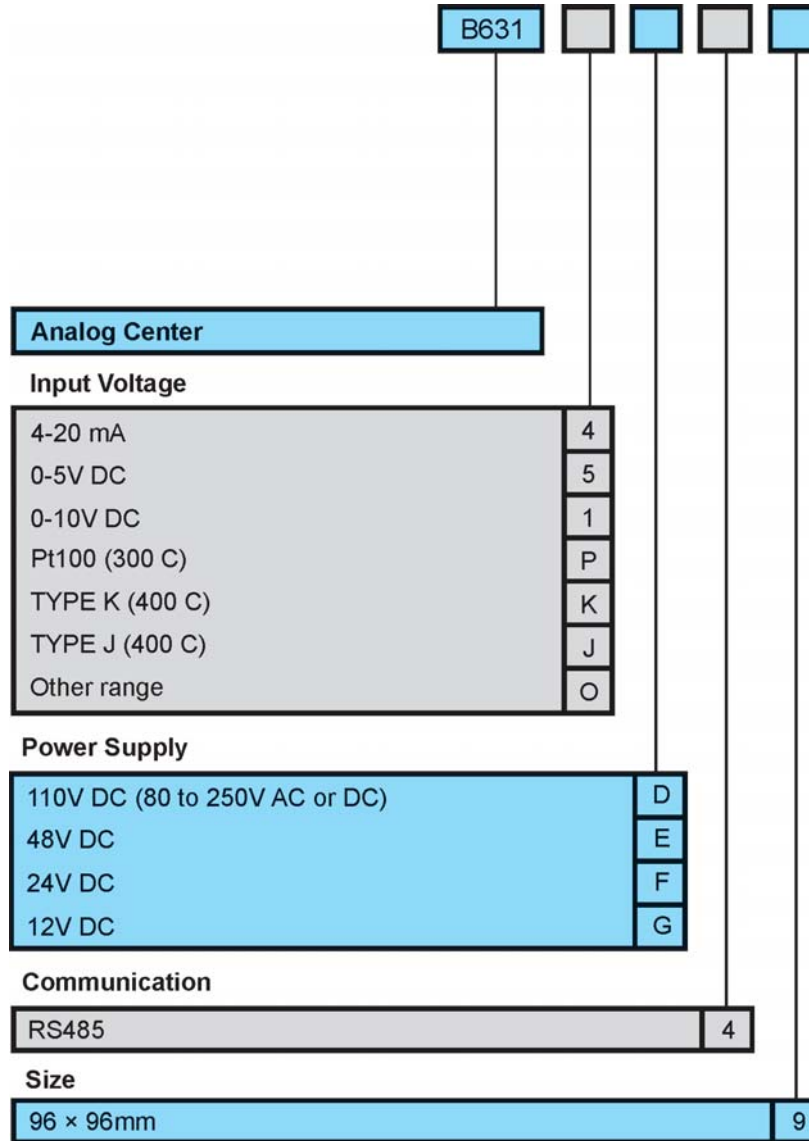 B631
Analog Center
Input Voltage
4-20 mA 4
0-5V DC 5
0-10V DC 1
Pt100 (300 C) P
TYPE K (400 C) K
TYPE J (400 C) J
Other range O
Power Supply
110V DC (80 to 250V AC or DC) D
48V DC E
24V DC F
12V DC G
Communication
RS485 4
Size
96 × 96mm 9